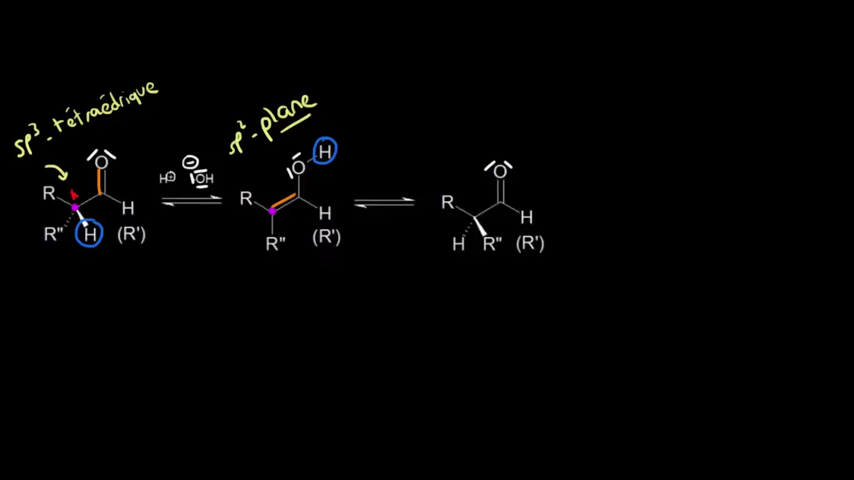 sp³-tétraédrique
sp²-plane
O
R
H
R"
H
(R')
H⊕
⊖
OH
O
H
R
H
R"
(R')
O
R
H
H
R"
(R')